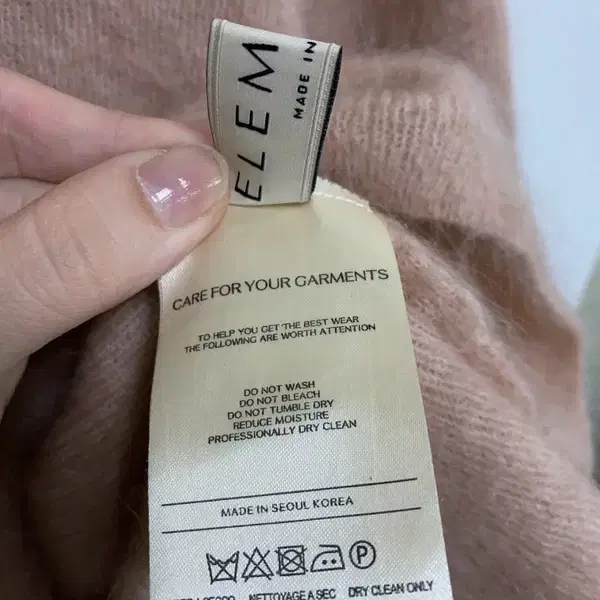 ELEM
MADE IN
CARE FOR YOUR GARMENTS
TO HELP YOU GET THE BEST WEAR
THE FOLLOWING ARE WORTH ATTENTION
DO NOT WASH
DO NOT BLEACH
DO NOT TUMBLE DRY
REDUCE MOISTURE
PROFESSIONALLY DRY CLEAN
MADE IN SEOUL KOREA
P
NETTOYAGE A SEC DRY CLEAN ONLY